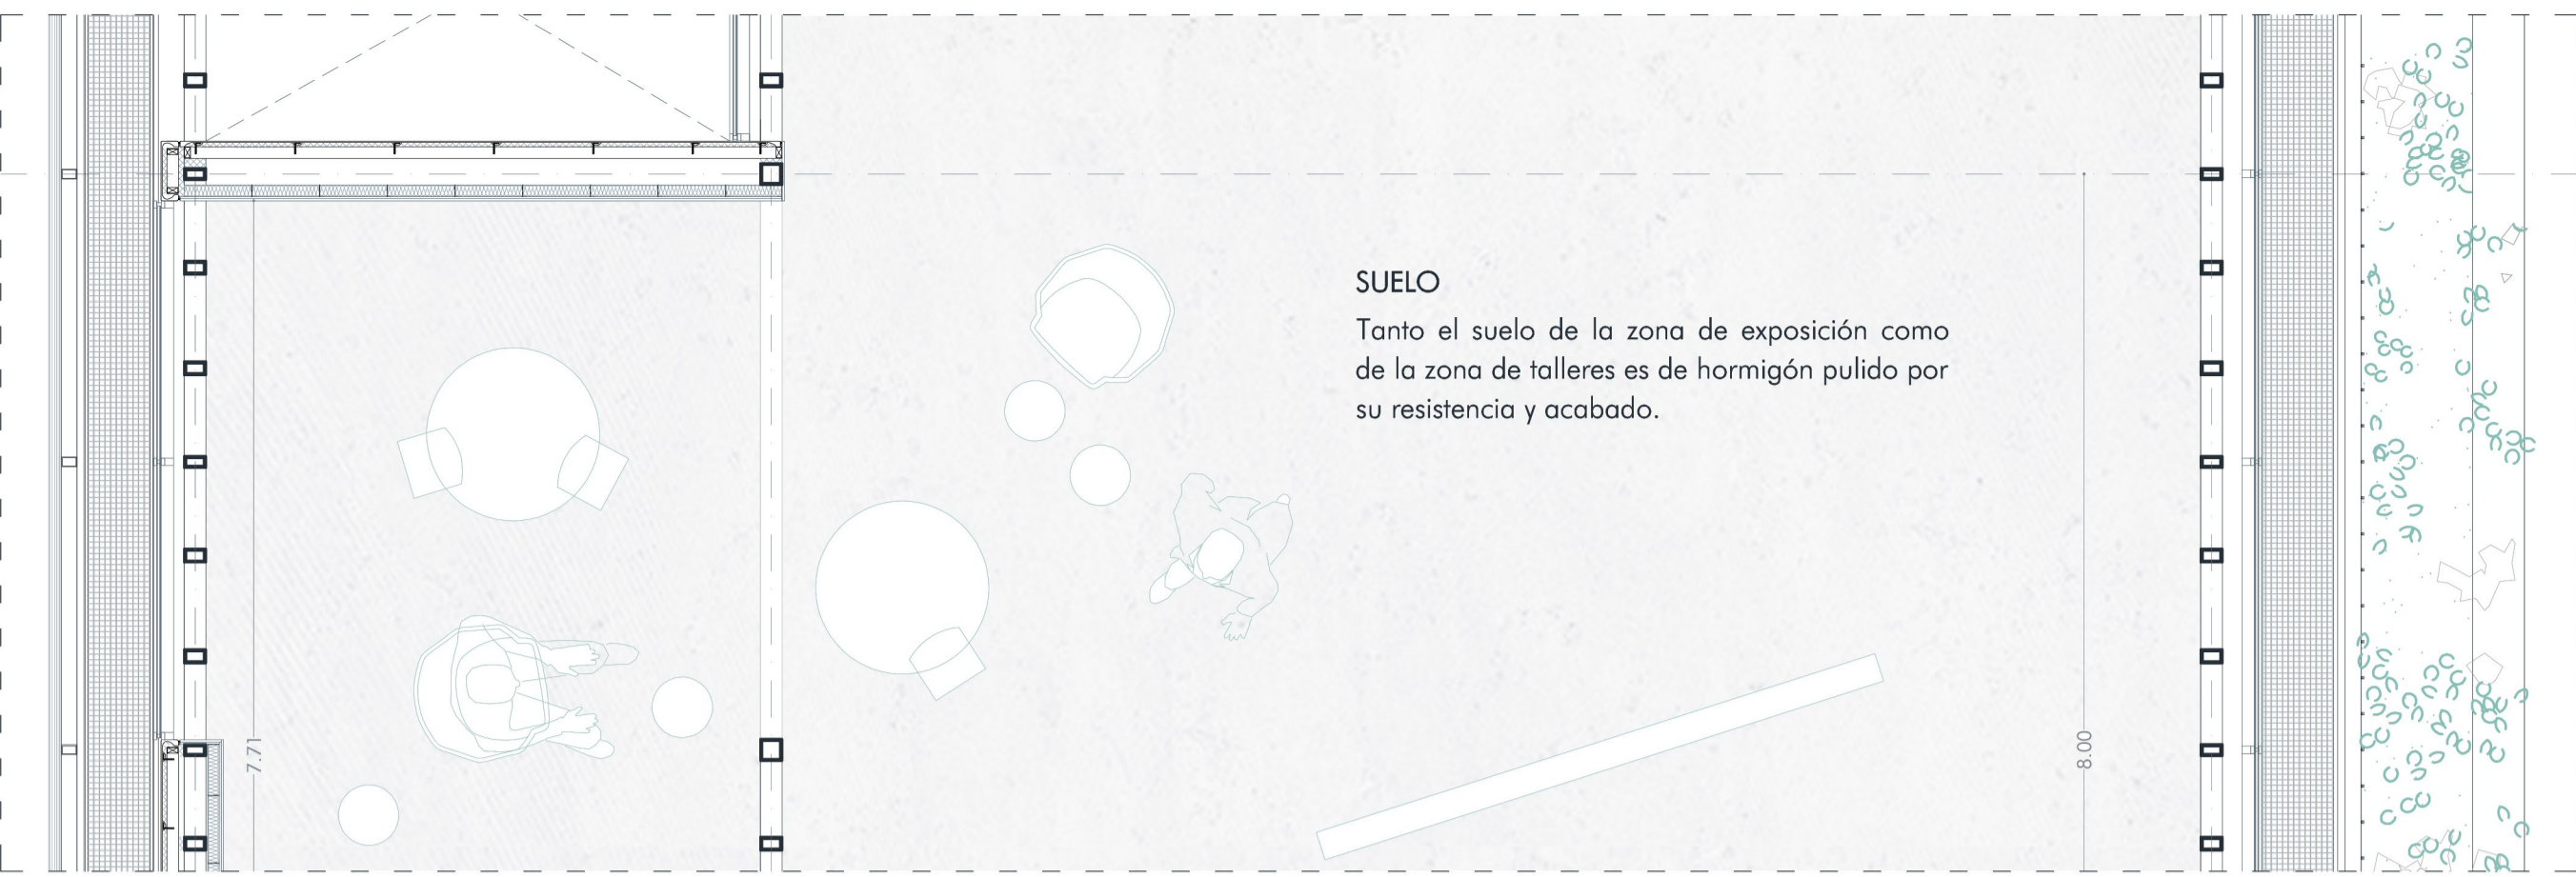 SUELO
Tanto el suelo de la zona de exposición como
de la zona de talleres es de hormigón pulido por
su resistencia y acabado.
7.71
8.00